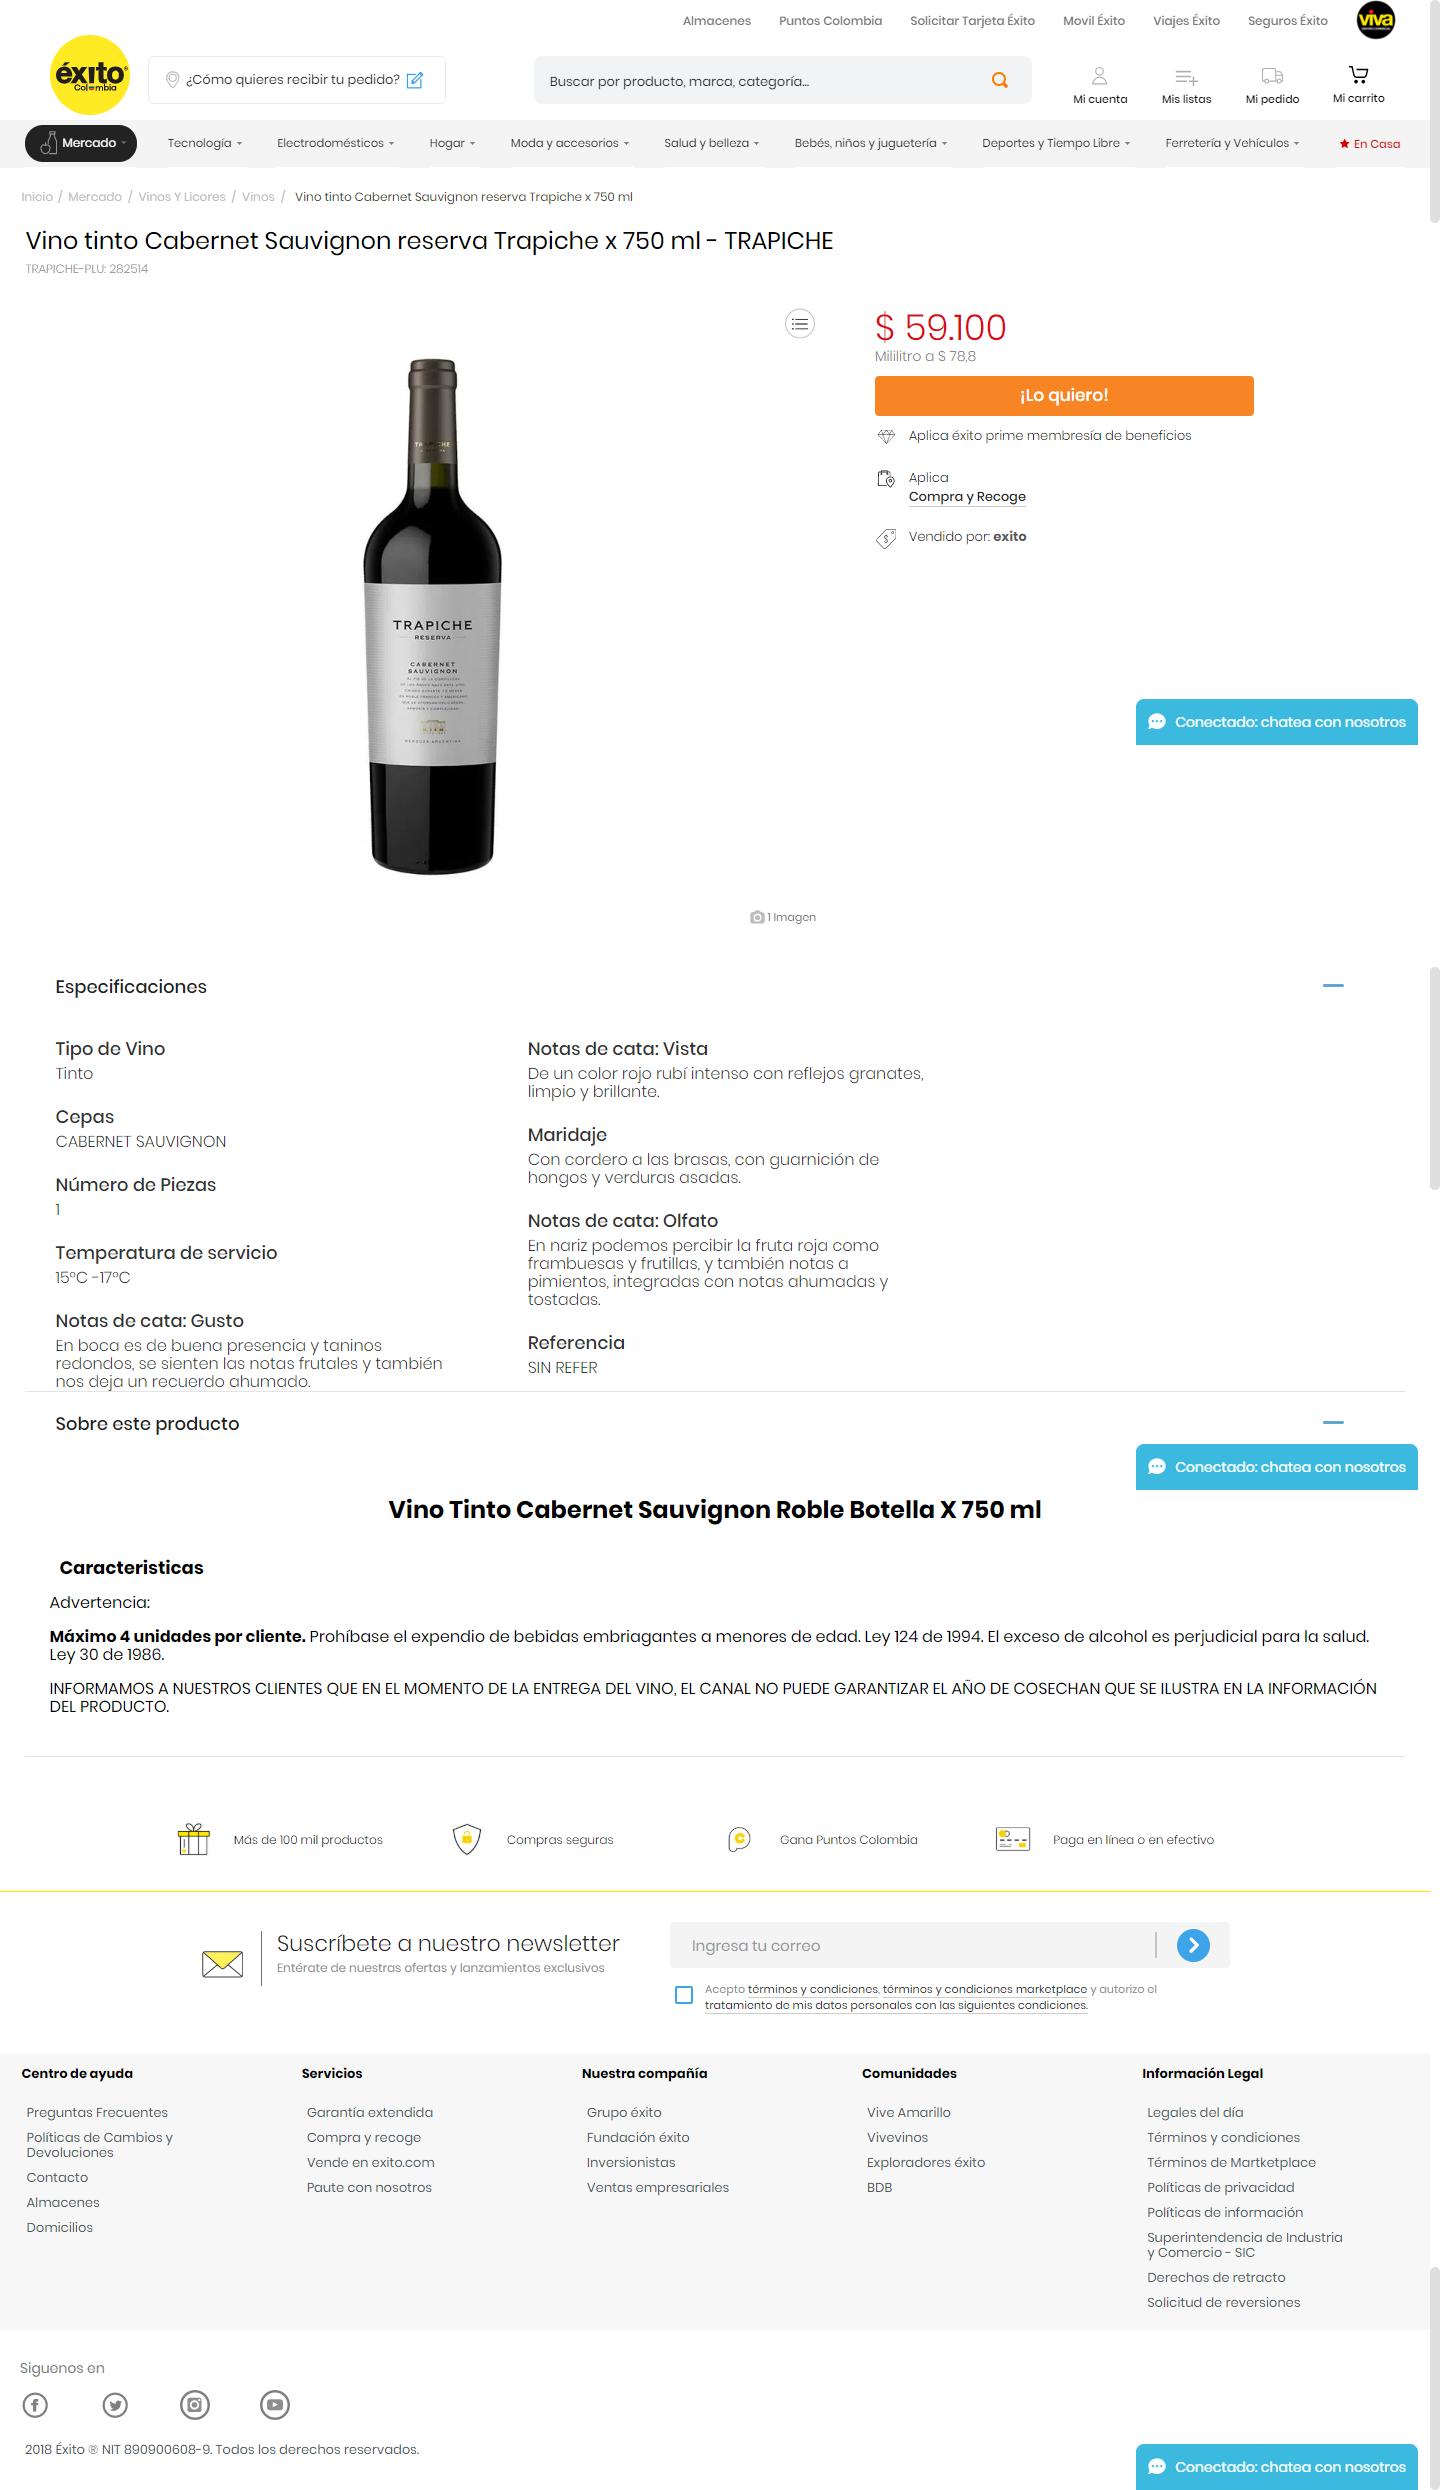 Almacenes Puntos Colombia Solicitar Tarjeta Éxito Movil Éxito Viajes Éxito Seguros Éxito viva
éxito
Colombia
¿Cómo quieres recibir tu pedido?
Buscar por producto, marca, categoría...
Mi cuenta Mis listas Mi pedido Mi carrito
Mercado Tecnología Electrodomésticos Hogar Moda y accesorios Salud y belleza Bebés, niños y juguetería Deportes y Tiempo Libre Ferretería y Vehículos En Casa
Inicio / Mercado / Vinos Y Licores / Vinos / Vino tinto Cabernet Sauvignon reserva Trapiche x 750 ml
Vino tinto Cabernet Sauvignon reserva Trapiche x 750 ml - TRAPICHE
TRAPICHE-PLU: 282514
TRAPICHE
TRAPICHE
RESERVA
CABERNET
SAUVIGNON
MENDOZA ARGENTINA
1 Imagen
$ 59.100
Mililitro a $ 78,8
¡Lo quiero!
Aplica éxito prime membresía de beneficios
Aplica
Compra y Recoge
Vendido por: exito
Conectado: chatea con nosotros
Especificaciones
Tipo de Vino
Tinto
Cepas
CABERNET SAUVIGNON
Número de Piezas
1
Temperatura de servicio
15°C -17°C
Notas de cata: Gusto
En boca es de buena presencia y taninos
redondos, se sienten las notas frutales y también
nos deja un recuerdo ahumado.
Notas de cata: Vista
De un color rojo rubí intenso con reflejos granates,
limpio y brillante.
Maridaje
Con cordero a las brasas, con guarnición de
hongos y verduras asadas.
Notas de cata: Olfato
En nariz podemos percibir la fruta roja como
frambuesas y frutillas, y también notas a
pimientos, integradas con notas ahumadas y
tostadas.
Referencia
SIN REFER
Sobre este producto
Conectado: chatea con nosotros
Vino Tinto Cabernet Sauvignon Roble Botella X 750 ml
Caracteristicas
Advertencia:
Máximo 4 unidades por cliente. Prohíbase el expendio de bebidas embriagantes a menores de edad. Ley 124 de 1994. El exceso de alcohol es perjudicial para la salud.
Ley 30 de 1986.
INFORMAMOS A NUESTROS CLIENTES QUE EN EL MOMENTO DE LA ENTREGA DEL VINO, EL CANAL NO PUEDE GARANTIZAR EL AÑO DE COSECHAN QUE SE ILUSTRA EN LA INFORMACIÓN
DEL PRODUCTO.
Más de 100 mil productos Compras seguras Gana Puntos Colombia Paga en línea o en efectivo
Suscríbete a nuestro newsletter
Entérate de nuestras ofertas y lanzamientos exclusivos
Ingresa tu correo
Acepto términos y condiciones, términos y condiciones marketplace y autorizo el
tratamiento de mis datos personales con las siguientes condiciones.
Centro de ayuda
Preguntas Frecuentes
Políticas de Cambios y
Devoluciones
Contacto
Almacenes
Domicilios
Servicios
Garantía extendida
Compra y recoge
Vende en exito.com
Paute con nosotros
Nuestra compañía
Grupo éxito
Fundación éxito
Inversionistas
Ventas empresariales
Comunidades
Vive Amarillo
Vivevinos
Exploradores éxito
BDB
Información Legal
Legales del día
Términos y condiciones
Términos de Martketplace
Políticas de privacidad
Políticas de información
Superintendencia de Industria
y Comercio - SIC
Derechos de retracto
Solicitud de reversiones
Siguenos en
2018 Éxito ® NIT 890900608-9. Todos los derechos reservados.
Conectado: chatea con nosotros